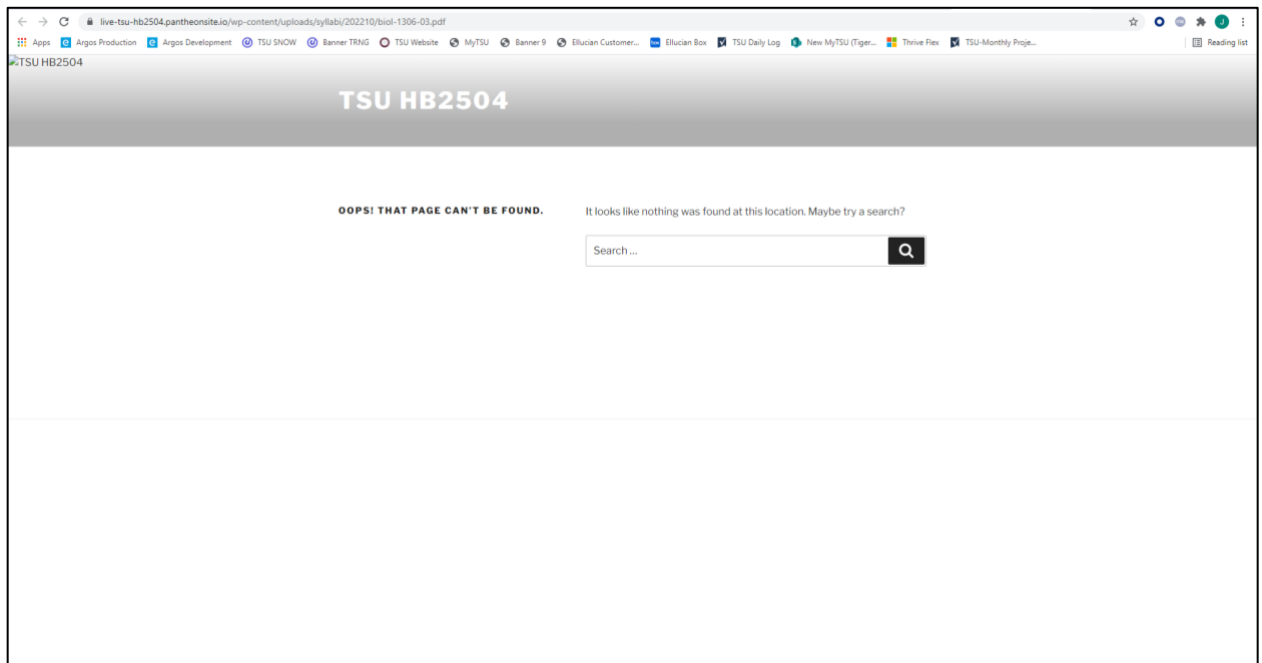 live-tsu-hb2504.pantheonsite.io/wp-content/uploads/syllabi/202210/biol-1306-03.pdf
J
Apps Argos Production Argos Development TSU SNOW Banner TRNG TSU Website MyTSU Banner 9 Ellucian Customer... Ellucian Box TSU Daily Log New MyTSU (Tiger... Thrive Flex TSU-Monthly Proje... Reading list
TSU HB2504
TSU HB2504
OOPS! THAT PAGE CAN'T BE FOUND. It looks like nothing was found at this location. Maybe try a search?
Search ...